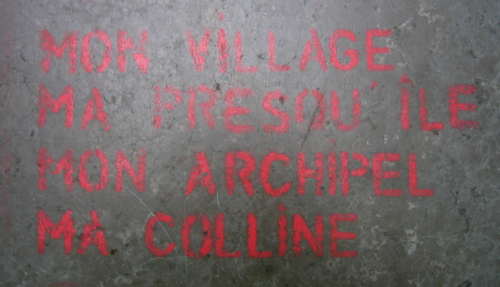 MON VILLAGE
MA PRESQU'ÎLE
MON ARCHIPEL
MA COLLINE